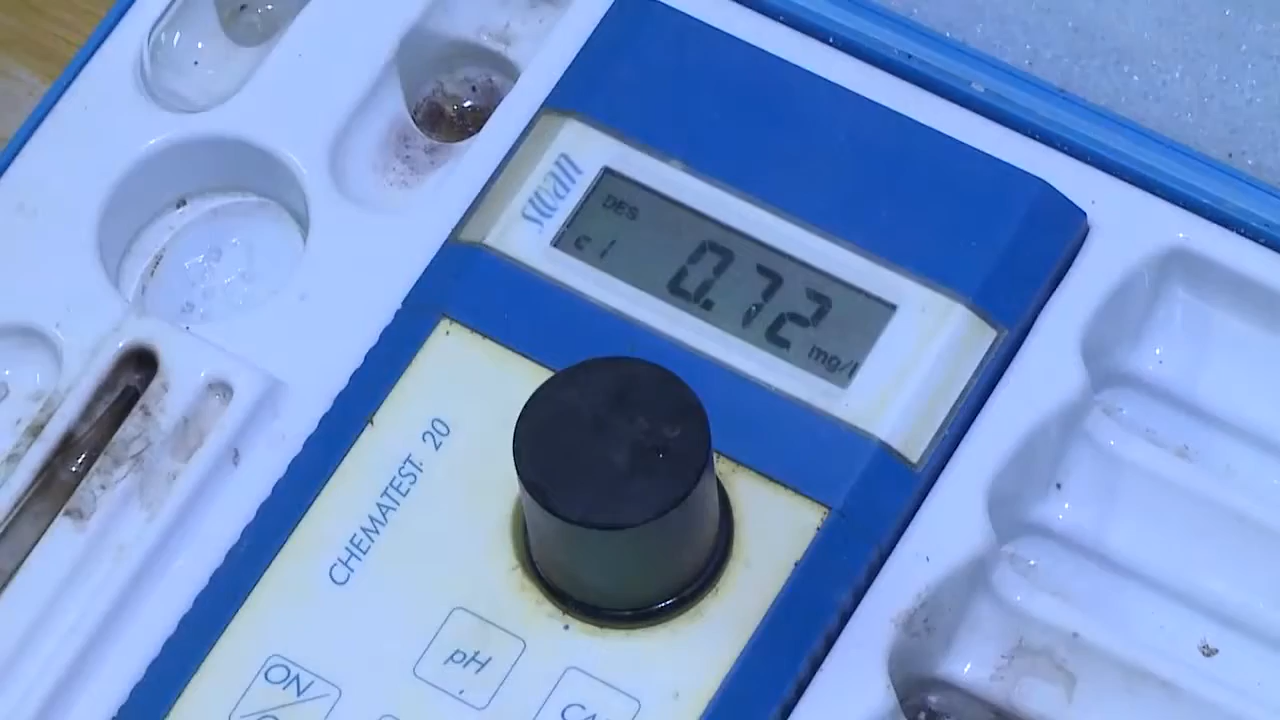 swan
DES
cl 0.72 mg/l
CHEMATEST 20
pH
ON/